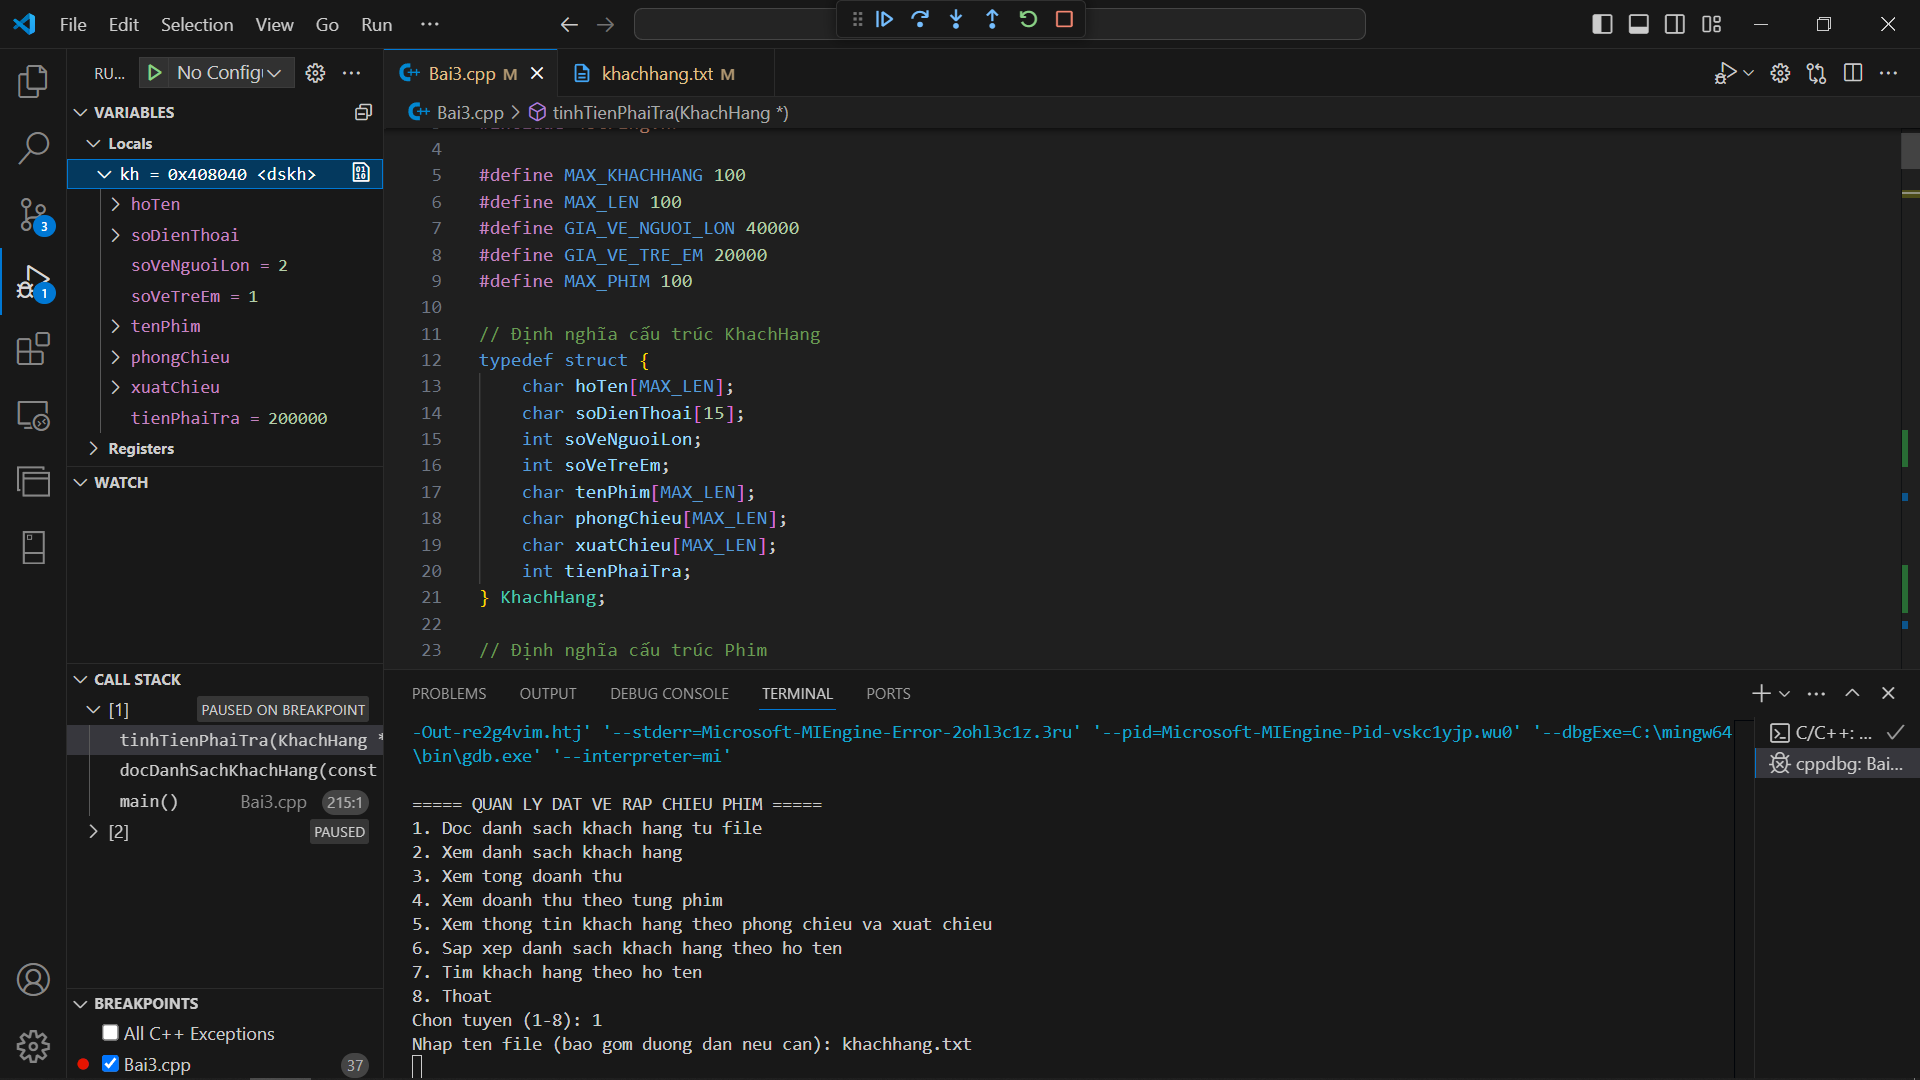 File Edit Selection View Go Run ···
RU... No Config
Bai3.cpp M
khachhang.txt M
Bai3.cpp > tinhTienPhaiTra(KhachHang *)
VARIABLES
Locals
kh = 0x408040 <dskh>
hoTen
soDienThoai
soVeNguoiLon = 2
soVeTreEm = 1
tenPhim
phongChieu
xuatChieu
tienPhaiTra = 200000
Registers
WATCH
CALL STACK
[1] PAUSED ON BREAKPOINT
tinhTienPhaiTra(KhachHang *
docDanhSachKhachHang(const
main() Bai3.cpp 215:1
[2] PAUSED
BREAKPOINTS
All C++ Exceptions
Bai3.cpp 37
3
1
4
5 #define MAX_KHACHHANG 100
6 #define MAX_LEN 100
7 #define GIA_VE_NGUOI_LON 40000
8 #define GIA_VE_TRE_EM 20000
9 #define MAX_PHIM 100
10
11 // Định nghĩa cấu trúc KhachHang
12 typedef struct {
13 char hoTen[MAX_LEN];
14 char soDienThoai[15];
15 int soVeNguoiLon;
16 int soVeTreEm;
17 char tenPhim[MAX_LEN];
18 char phongChieu[MAX_LEN];
19 char xuatChieu[MAX_LEN];
20 int tienPhaiTra;
21 } KhachHang;
22
23 // Định nghĩa cấu trúc Phim
PROBLEMS OUTPUT DEBUG CONSOLE TERMINAL PORTS
-Out-re2g4vim.htj' '--stderr=Microsoft-MIEngine-Error-2ohl3c1z.3ru' '--pid=Microsoft-MIEngine-Pid-vskc1yjp.wu0' '--dbgExe=C:\mingw64
\bin\gdb.exe' '--interpreter=mi'
===== QUAN LY DAT VE RAP CHIEU PHIM =====
1. Doc danh sach khach hang tu file
2. Xem danh sach khach hang
3. Xem tong doanh thu
4. Xem doanh thu theo tung phim
5. Xem thong tin khach hang theo phong chieu va xuat chieu
6. Sap xep danh sach khach hang theo ho ten
7. Tim khach hang theo ho ten
8. Thoat
Chon tuyen (1-8): 1
Nhap ten file (bao gom duong dan neu can): khachhang.txt
C/C++: ...
cppdbg: Bai...